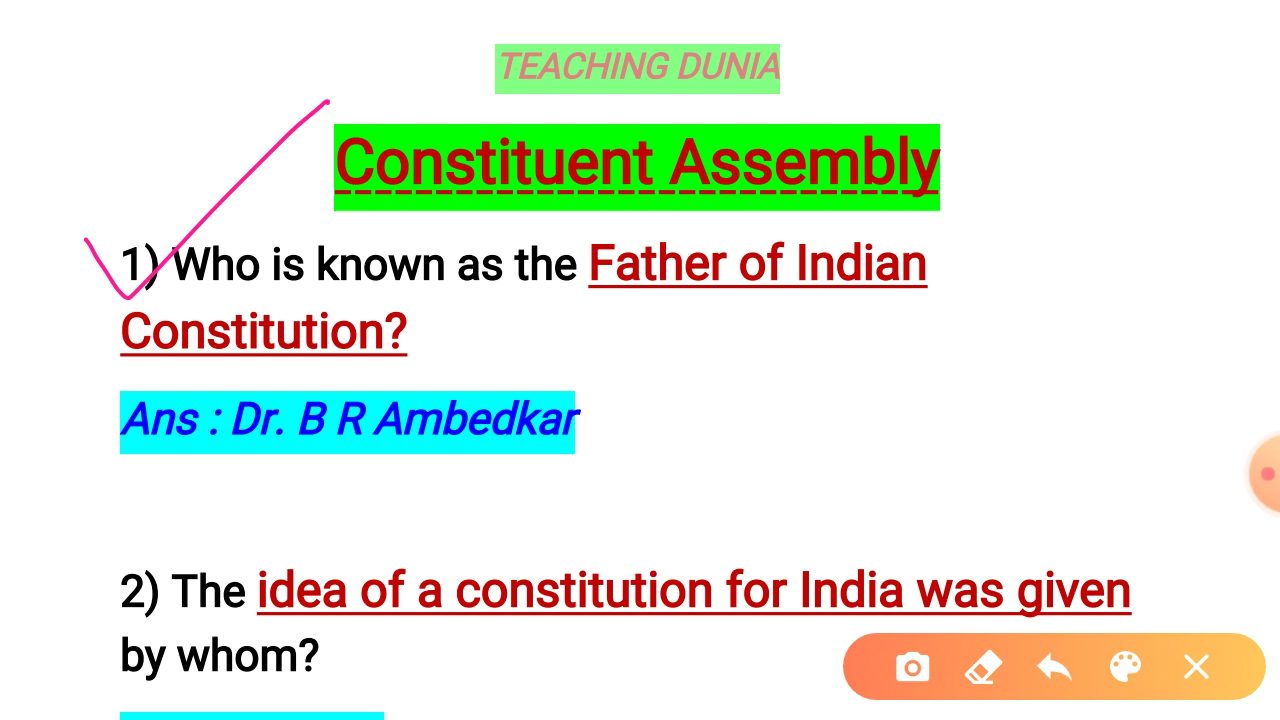 TEACHING DUNIA
Constituent Assembly
1) Who is known as the Father of Indian
Constitution?
Ans : Dr. B R Ambedkar
2) The idea of a constitution for India was given
by whom?